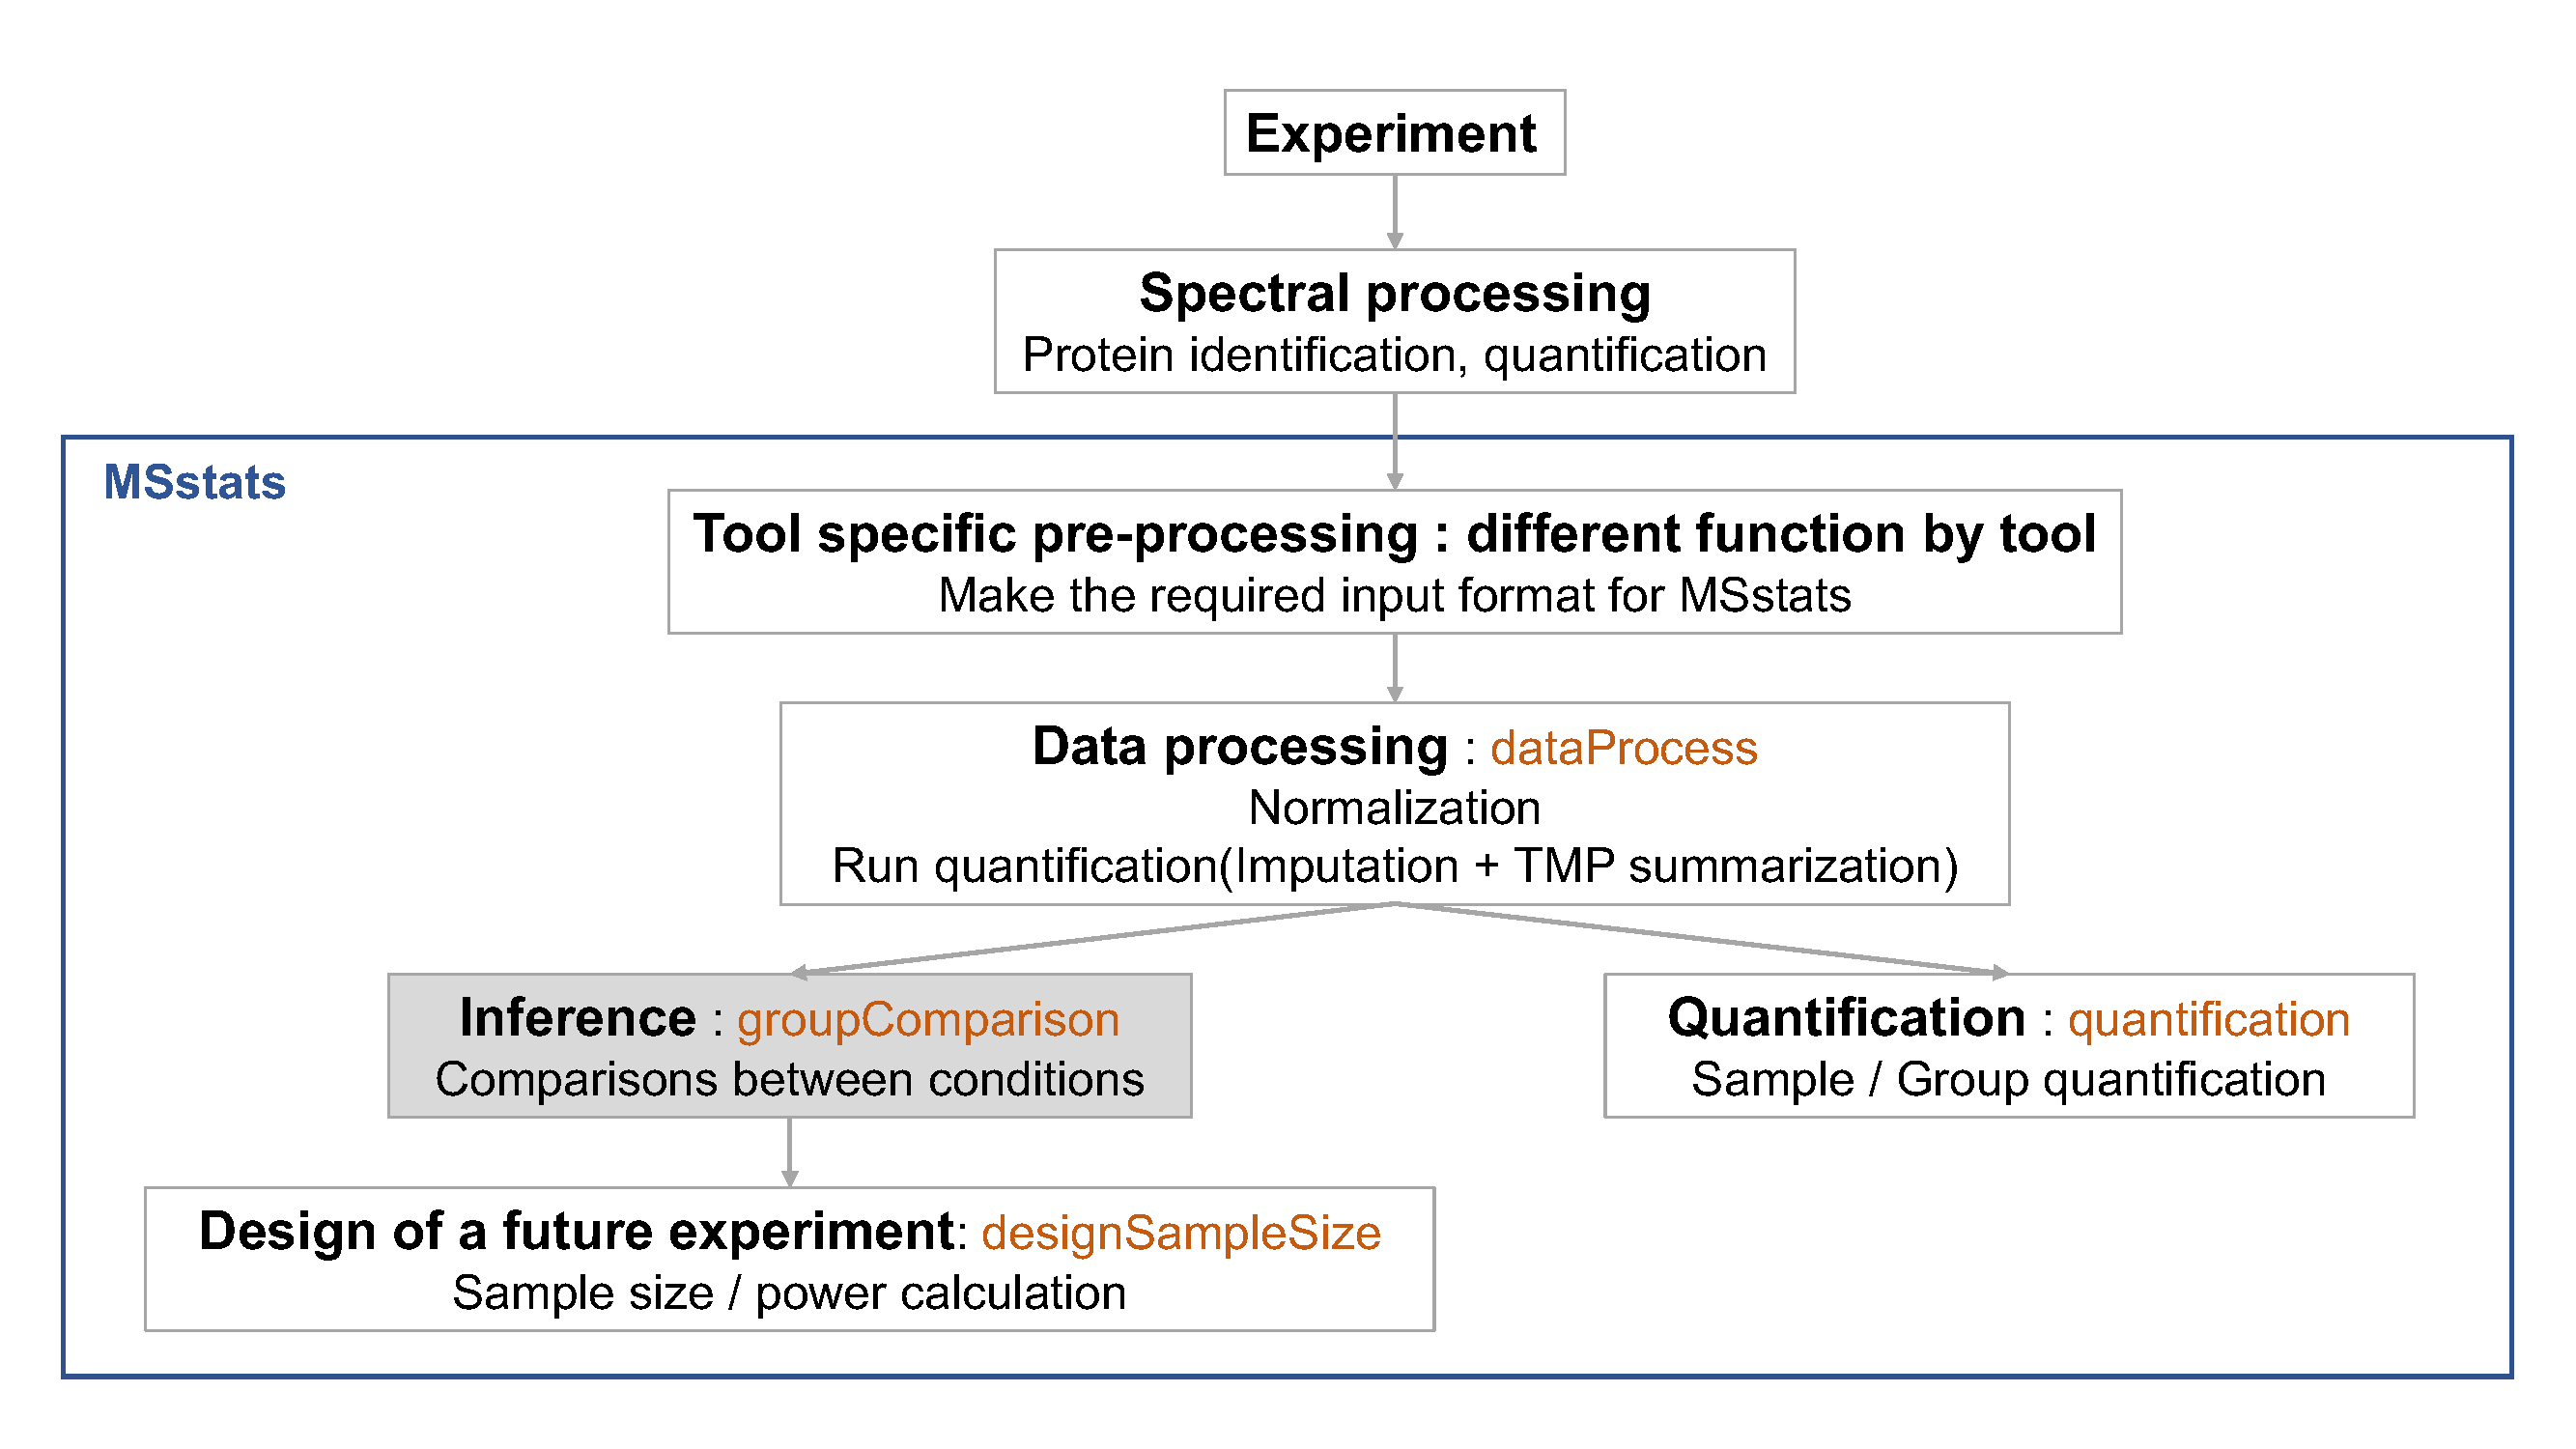 Experiment
Spectral processing
Protein identification, quantification
MSstats
Tool specific pre-processing : different function by tool
Make the required input format for MSstats
Data processing : dataProcess
Normalization
Run quantification(Imputation + TMP summarization)
Inference : groupComparison
Comparisons between conditions
Quantification : quantification
Sample / Group quantification
Design of a future experiment: designSampleSize
Sample size / power calculation